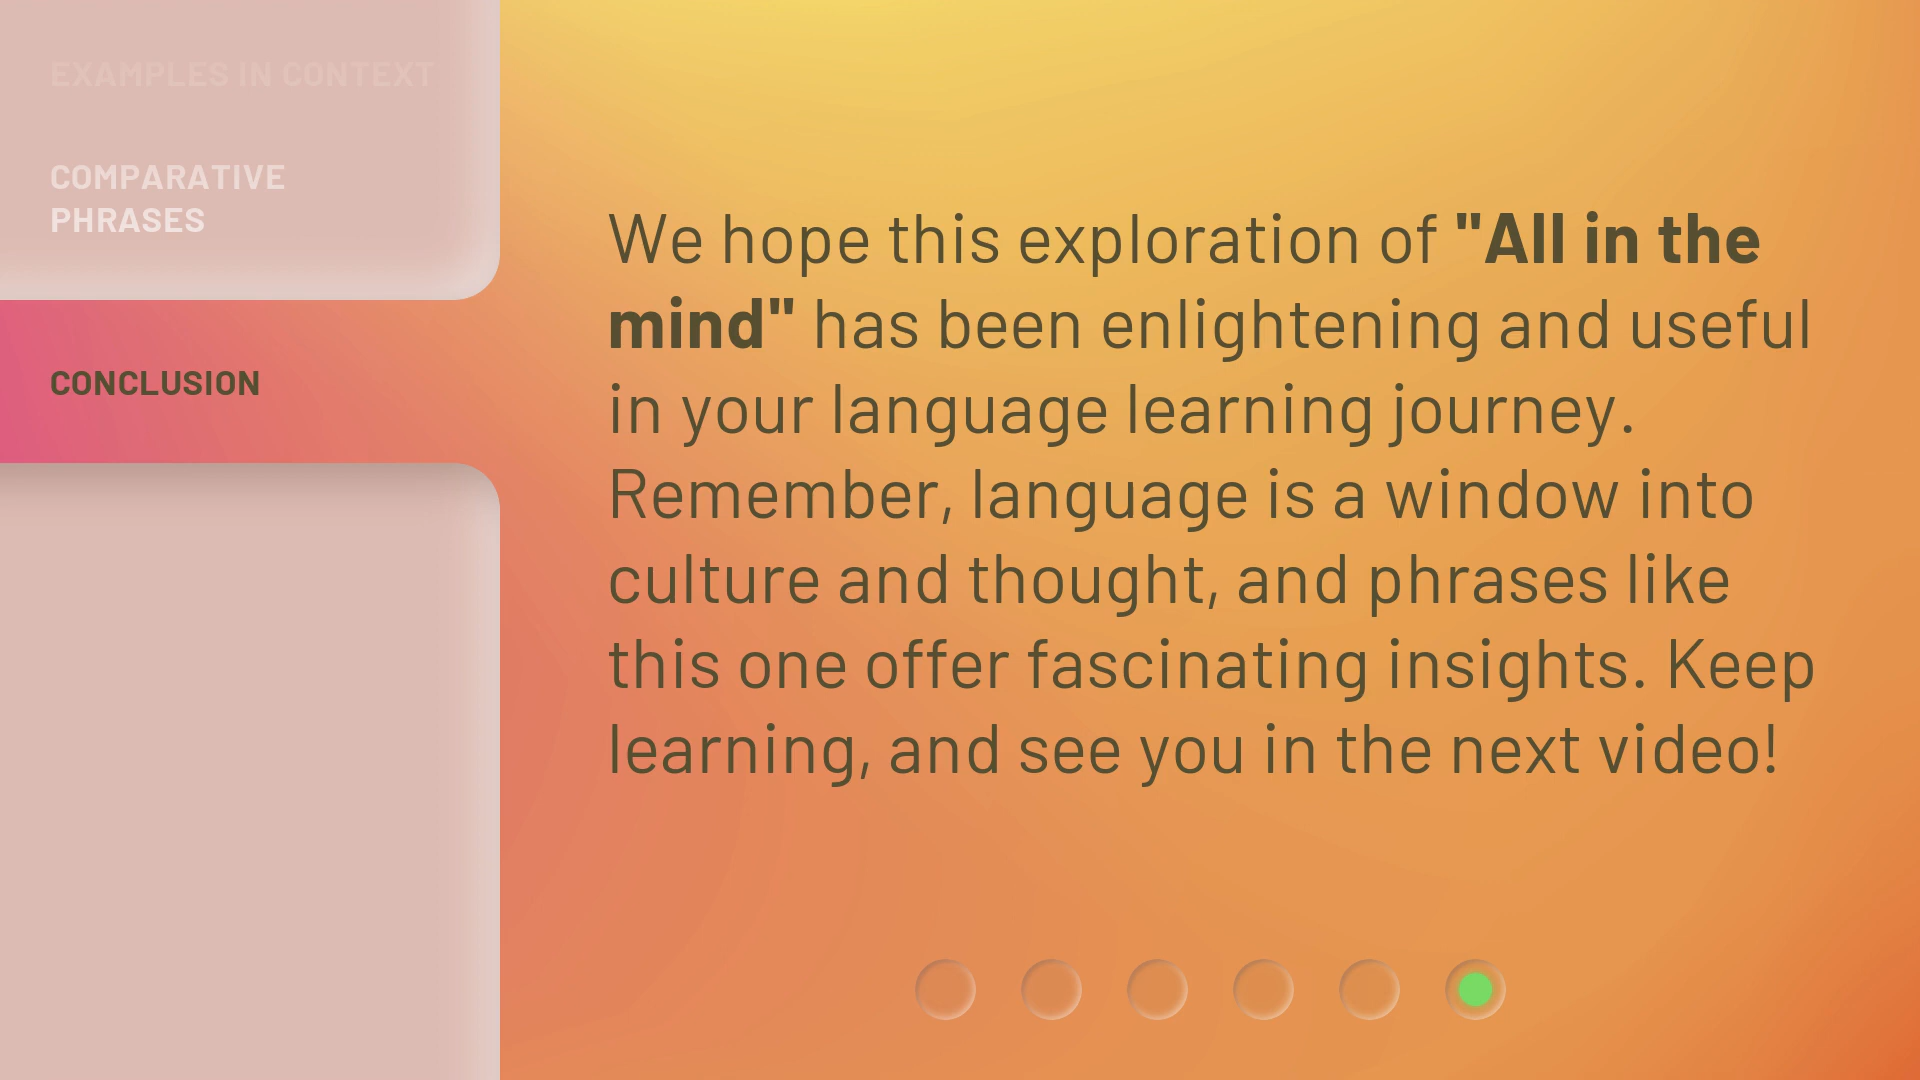 EXAMPLES IN CONTEXT
COMPARATIVE
PHRASES
CONCLUSION
We hope this exploration of "All in the
mind" has been enlightening and useful
in your language learning journey.
Remember, language is a window into
culture and thought, and phrases like
this one offer fascinating insights. Keep
learning, and see you in the next video!